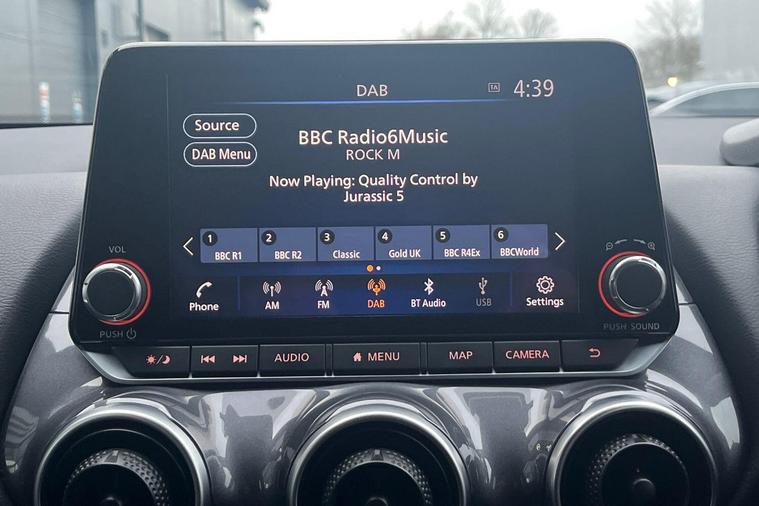 DAB
1A
4:39
Source
DAB Menu
BBC Radio6Music
ROCK M
Now Playing: Quality Control by
Jurassic 5
1 2 3 4 5 6
BBC R1 BBC R2 Classic Gold UK BBC R4Ex BBCWorld
Phone AM FM DAB BT Audio USB Settings
VOL
PUSH
PUSH SOUND
AUDIO MENU MAP CAMERA